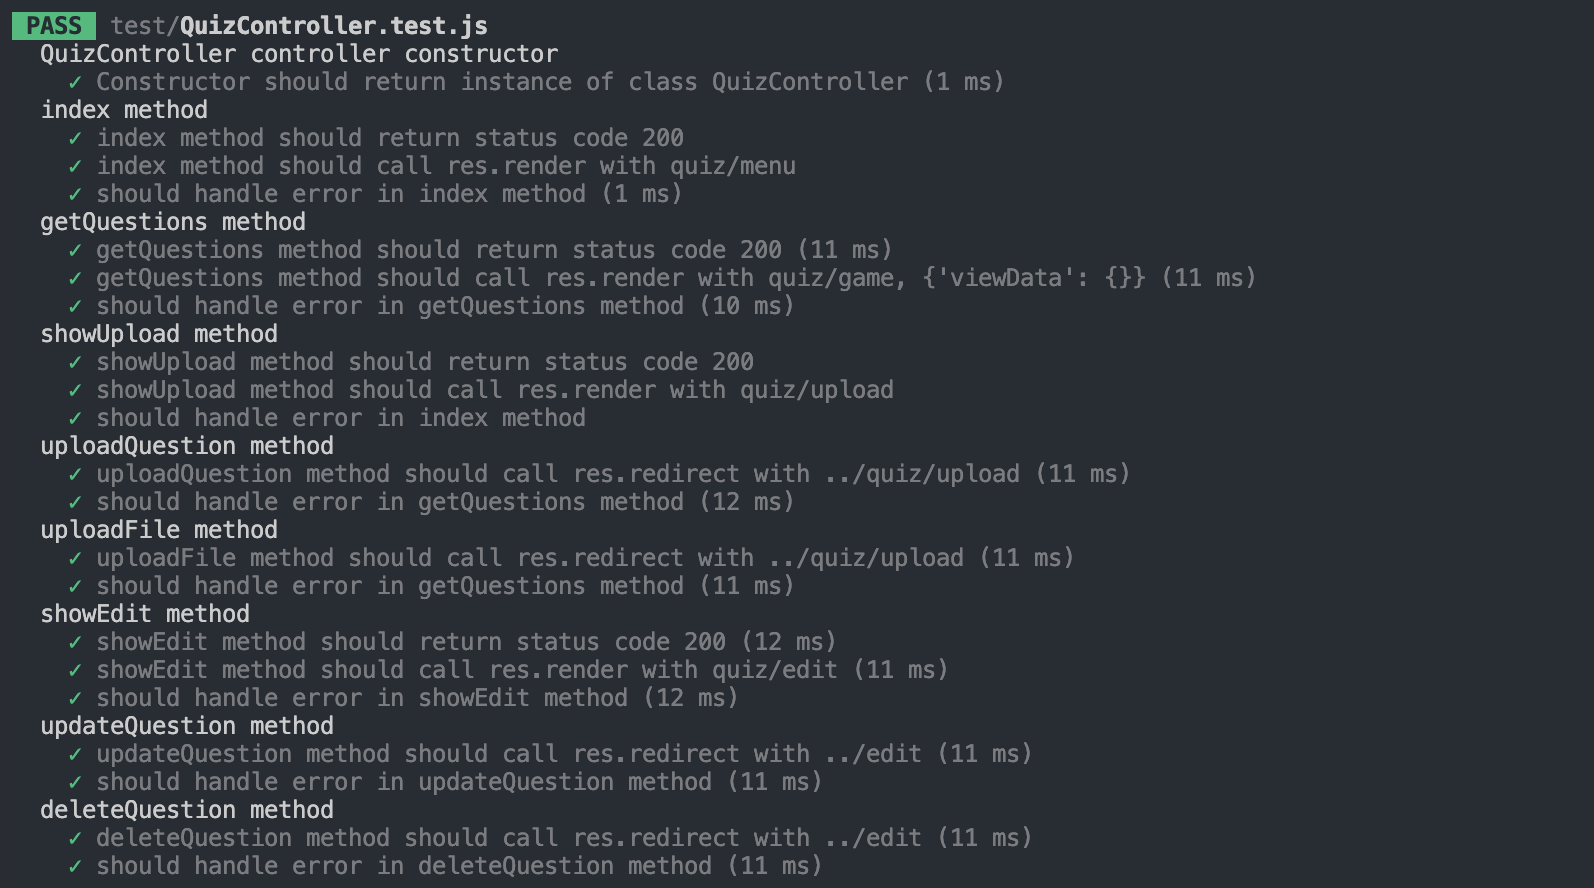 PASS test/QuizController.test.js
QuizController controller constructor
✓ Constructor should return instance of class QuizController (1 ms)
index method
✓ index method should return status code 200
✓ index method should call res.render with quiz/menu
✓ should handle error in index method (1 ms)
getQuestions method
✓ getQuestions method should return status code 200 (11 ms)
✓ getQuestions method should call res.render with quiz/game, {'viewData': {}} (11 ms)
✓ should handle error in getQuestions method (10 ms)
showUpload method
✓ showUpload method should return status code 200
✓ showUpload method should call res.render with quiz/upload
✓ should handle error in index method
uploadQuestion method
✓ uploadQuestion method should call res.redirect with ../quiz/upload (11 ms)
✓ should handle error in getQuestions method (12 ms)
uploadFile method
✓ uploadFile method should call res.redirect with ../quiz/upload (11 ms)
✓ should handle error in getQuestions method (11 ms)
showEdit method
✓ showEdit method should return status code 200 (12 ms)
✓ showEdit method should call res.render with quiz/edit (11 ms)
✓ should handle error in showEdit method (12 ms)
updateQuestion method
✓ updateQuestion method should call res.redirect with ../edit (11 ms)
✓ should handle error in updateQuestion method (11 ms)
deleteQuestion method
✓ deleteQuestion method should call res.redirect with ../edit (11 ms)
✓ should handle error in deleteQuestion method (11 ms)